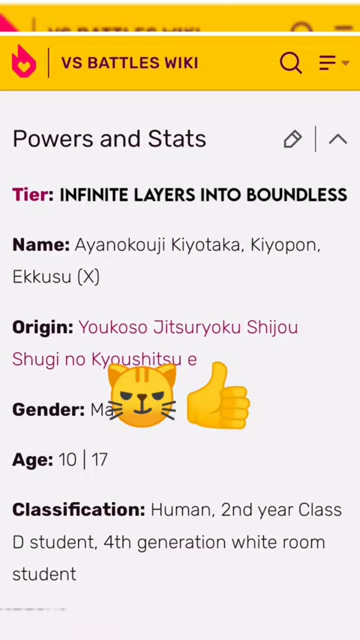 VS BATTLES WIKI
Powers and Stats
Tier: INFINITE LAYERS INTO BOUNDLESS
Name: Ayanokouji Kiyotaka, Kiyopon,
Ekkusu (X)
Origin: Youkoso Jitsuryoku Shijou
Shugi no Kyoushitsu e
Gender: Ma
Age: 10 | 17
Classification: Human, 2nd year Class
D student, 4th generation white room
student